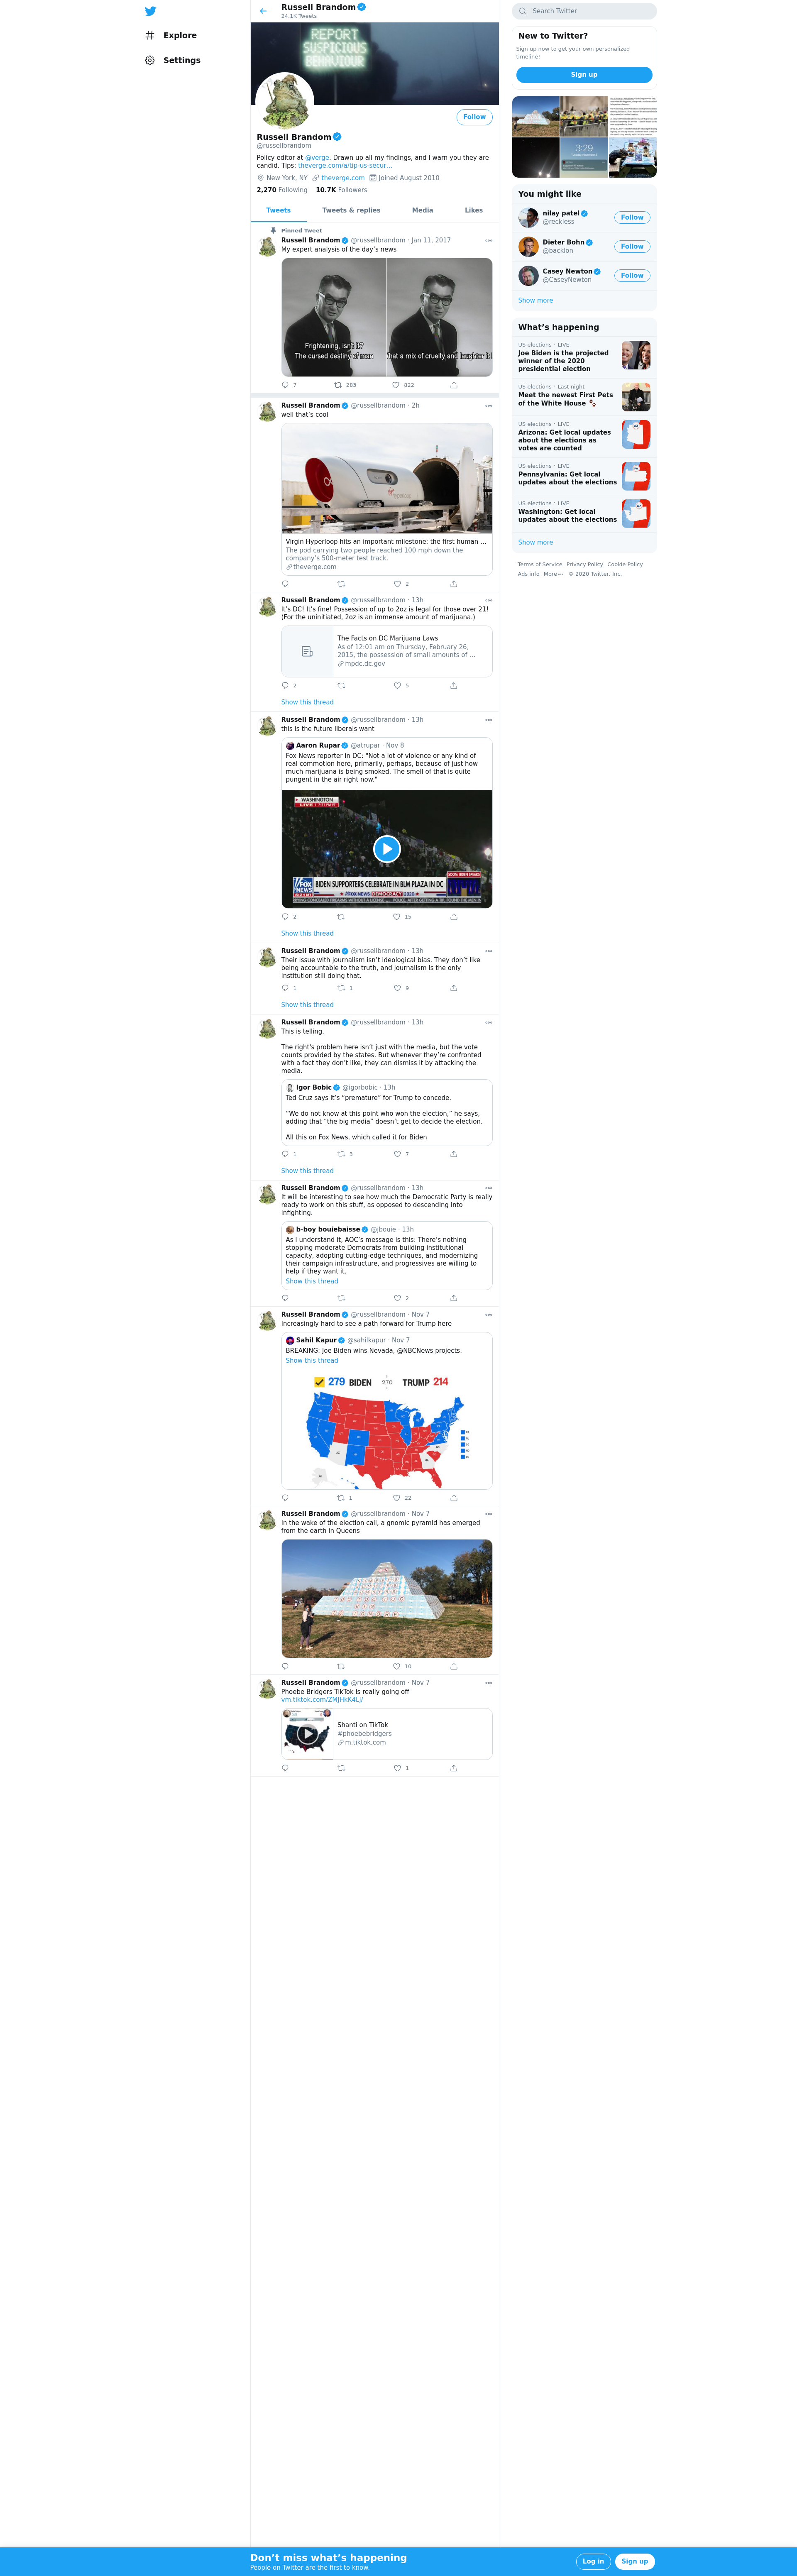 Explore
Settings
Russell Brandom
24.1K Tweets
REPORT
SUSPICIOUS
BEHAVIOUR
Follow
Russell Brandom
@russellbrandom
Policy editor at @verge. Drawn up all my findings, and I warn you they are
candid. Tips: theverge.com/a/tip-us-secur…
New York, NY theverge.com Joined August 2010
2,270 Following 10.7K Followers
Tweets Tweets & replies Media Likes
Pinned Tweet
Russell Brandom @russellbrandom · Jan 11, 2017
My expert analysis of the day’s news
Frightening, isn't it?
The cursed destiny of man
that a mix of cruelty and laughter it i
7 283 822
Russell Brandom @russellbrandom · 2h
well that’s cool
Virgin Hyperloop hits an important milestone: the first human …
The pod carrying two people reached 100 mph down the
company’s 500-meter test track.
theverge.com
2
Russell Brandom @russellbrandom · 13h
It’s DC! It’s fine! Possession of up to 2oz is legal for those over 21!
(For the uninitiated, 2oz is an immense amount of marijuana.)
The Facts on DC Marijuana Laws
As of 12:01 am on Thursday, February 26,
2015, the possession of small amounts of …
mpdc.dc.gov
2 5
Show this thread
Russell Brandom @russellbrandom · 13h
this is the future liberals want
Aaron Rupar @atrupar · Nov 8
Fox News reporter in DC: "Not a lot of violence or any kind of
real commotion here, primarily, perhaps, because of just how
much marijuana is being smoked. The smell of that is quite
pungent in the air right now."
WASHINGTON
LIVE
SOON BIDEN SPEAKS
FOX NEWS
BIDEN SUPPORTERS CELEBRATE IN BLM PLAZA IN DC
FOX NEWS DEMOCRACY 2020
2 15
Show this thread
Russell Brandom @russellbrandom · 13h
Their issue with journalism isn’t ideological bias. They don’t like
being accountable to the truth, and journalism is the only
institution still doing that.
1 1 9
Show this thread
Russell Brandom @russellbrandom · 13h
This is telling.
The right's problem here isn’t just with the media, but the vote
counts provided by the states. But whenever they’re confronted
with a fact they don’t like, they can dismiss it by attacking the
media.
Igor Bobic @igorbobic · 13h
Ted Cruz says it’s “premature” for Trump to concede.
“We do not know at this point who won the election,” he says,
adding that “the big media” doesn’t get to decide the election.
All this on Fox News, which called it for Biden
1 3 7
Show this thread
Russell Brandom @russellbrandom · 13h
It will be interesting to see how much the Democratic Party is really
ready to work on this stuff, as opposed to descending into
infighting.
b-boy bouiebaisse @jbouie · 13h
As I understand it, AOC’s message is this: There’s nothing
stopping moderate Democrats from building institutional
capacity, adopting cutting-edge techniques, and modernizing
their campaign infrastructure, and progressives are willing to
help if they want it.
Show this thread
2
Russell Brandom @russellbrandom · Nov 7
Increasingly hard to see a path forward for Trump here
Sahil Kapur @sahilkapur · Nov 7
BREAKING: Joe Biden wins Nevada, @NBCNews projects.
Show this thread
279 BIDEN 270 TRUMP 214
1 22
Russell Brandom @russellbrandom · Nov 7
In the wake of the election call, a gnomic pyramid has emerged
from the earth in Queens
10
Russell Brandom @russellbrandom · Nov 7
Phoebe Bridgers TikTok is really going off
vm.tiktok.com/ZMJHkK4Lj/
Shanti on TikTok
#phoebebridgers
m.tiktok.com
1
Search Twitter
New to Twitter?
Sign up now to get your own personalized
timeline!
Sign up
3:29
You might like
nilay patel
@reckless
Follow
Dieter Bohn
@backlon
Follow
Casey Newton
@CaseyNewton
Follow
Show more
What’s happening
US elections · LIVE
Joe Biden is the projected
winner of the 2020
presidential election
US elections · Last night
Meet the newest First Pets
of the White House
US elections · LIVE
Arizona: Get local updates
about the elections as
votes are counted
US elections · LIVE
Pennsylvania: Get local
updates about the elections
US elections · LIVE
Washington: Get local
updates about the elections
Show more
Terms of Service Privacy Policy Cookie Policy
Ads info More © 2020 Twitter, Inc.
Don’t miss what’s happening
People on Twitter are the first to know.
Log in
Sign up